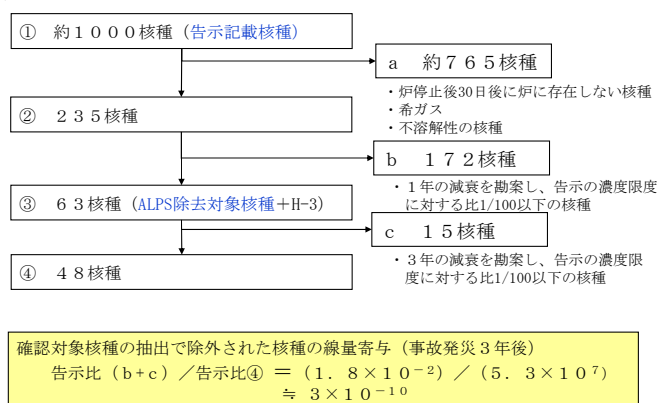 ① 約1000核種（告示記載核種）
a 約765核種
・炉停止後30日後に炉に存在しない核種
・希ガス
・不溶解性の核種
② 235核種
b 172核種
・1年の減衰を勘案し、告示の濃度限度
に対する比1/100以下の核種
③ 63核種（ALPS除去対象核種+H-3）
c 15核種
・3年の減衰を勘案し、告示の濃度限
度に対する比1/100以下の核種
④ 48核種
確認対象核種の抽出で除外された核種の線量寄与（事故発災3年後）
告示比（b+c）／告示比④ ＝（1．8×10⁻²）／（5．3×10⁷）
≒ 3×10⁻¹⁰